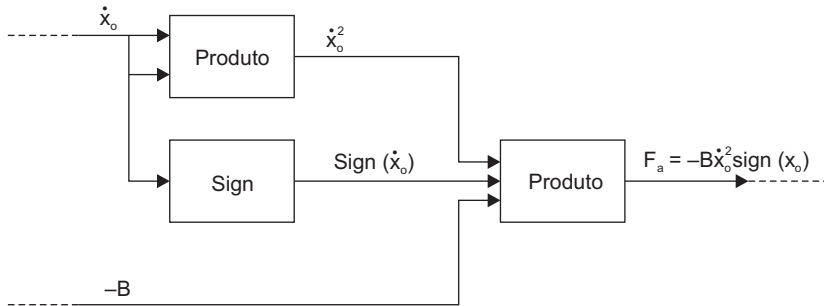 ẋₒ
Produto
ẋₒ²
Sign
Sign (ẋₒ)
Produto
Fₐ = –Bẋₒ²sign (xₒ)
–B